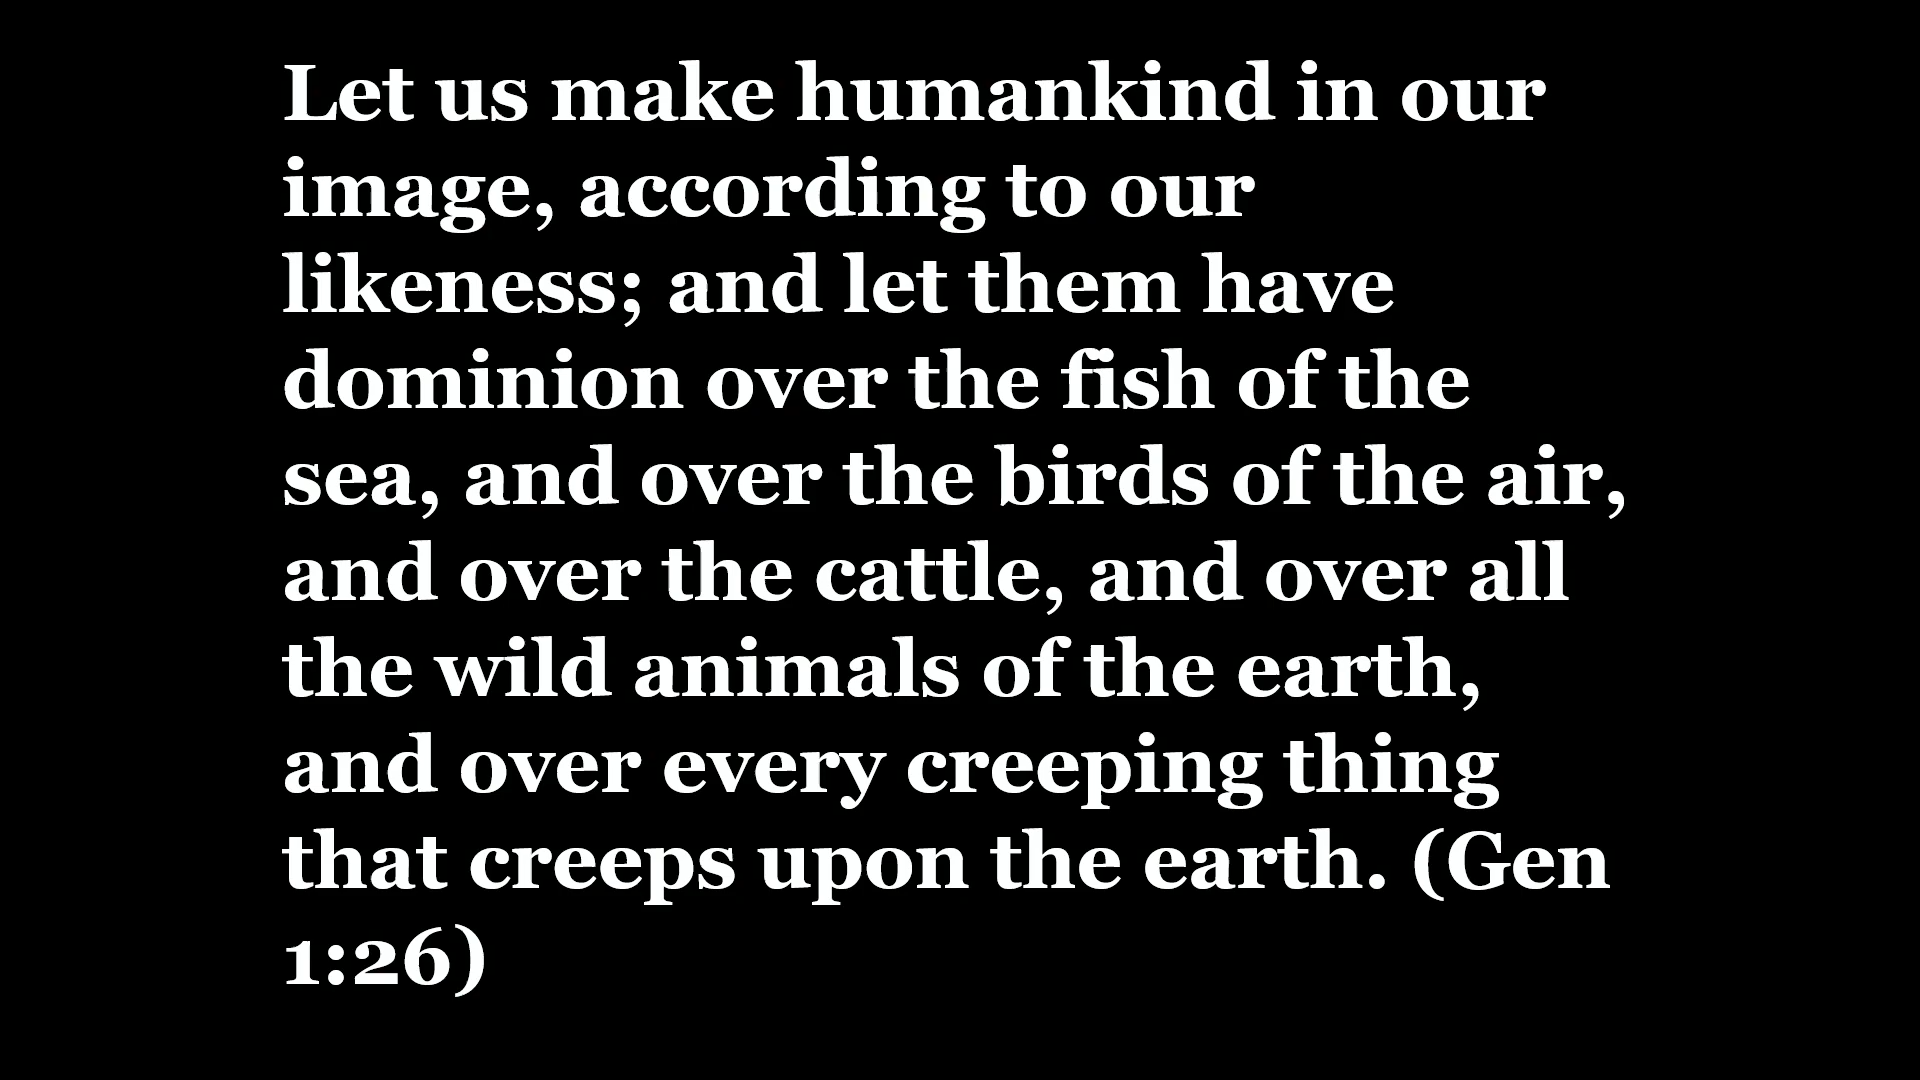 Let us make humankind in our
image, according to our
likeness; and let them have
dominion over the fish of the
sea, and over the birds of the air,
and over the cattle, and over all
the wild animals of the earth,
and over every creeping thing
that creeps upon the earth. (Gen
1:26)